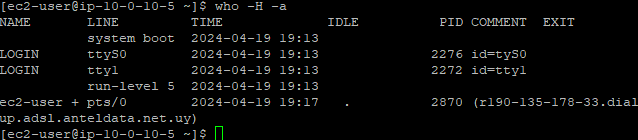 [ec2-user@ip-10-0-10-5 ~]$ who -H -a
NAME     LINE         TIME             IDLE          PID COMMENT  EXIT
         system boot  2024-04-19 19:13
LOGIN    ttyS0        2024-04-19 19:13              2276 id=tyS0
LOGIN    tty1         2024-04-19 19:13              2272 id=tty1
         run-level 5  2024-04-19 19:13
ec2-user + pts/0        2024-04-19 19:17   .          2870 (r190-135-178-33.dial
up.adsl.anteldata.net.uy)
[ec2-user@ip-10-0-10-5 ~]$